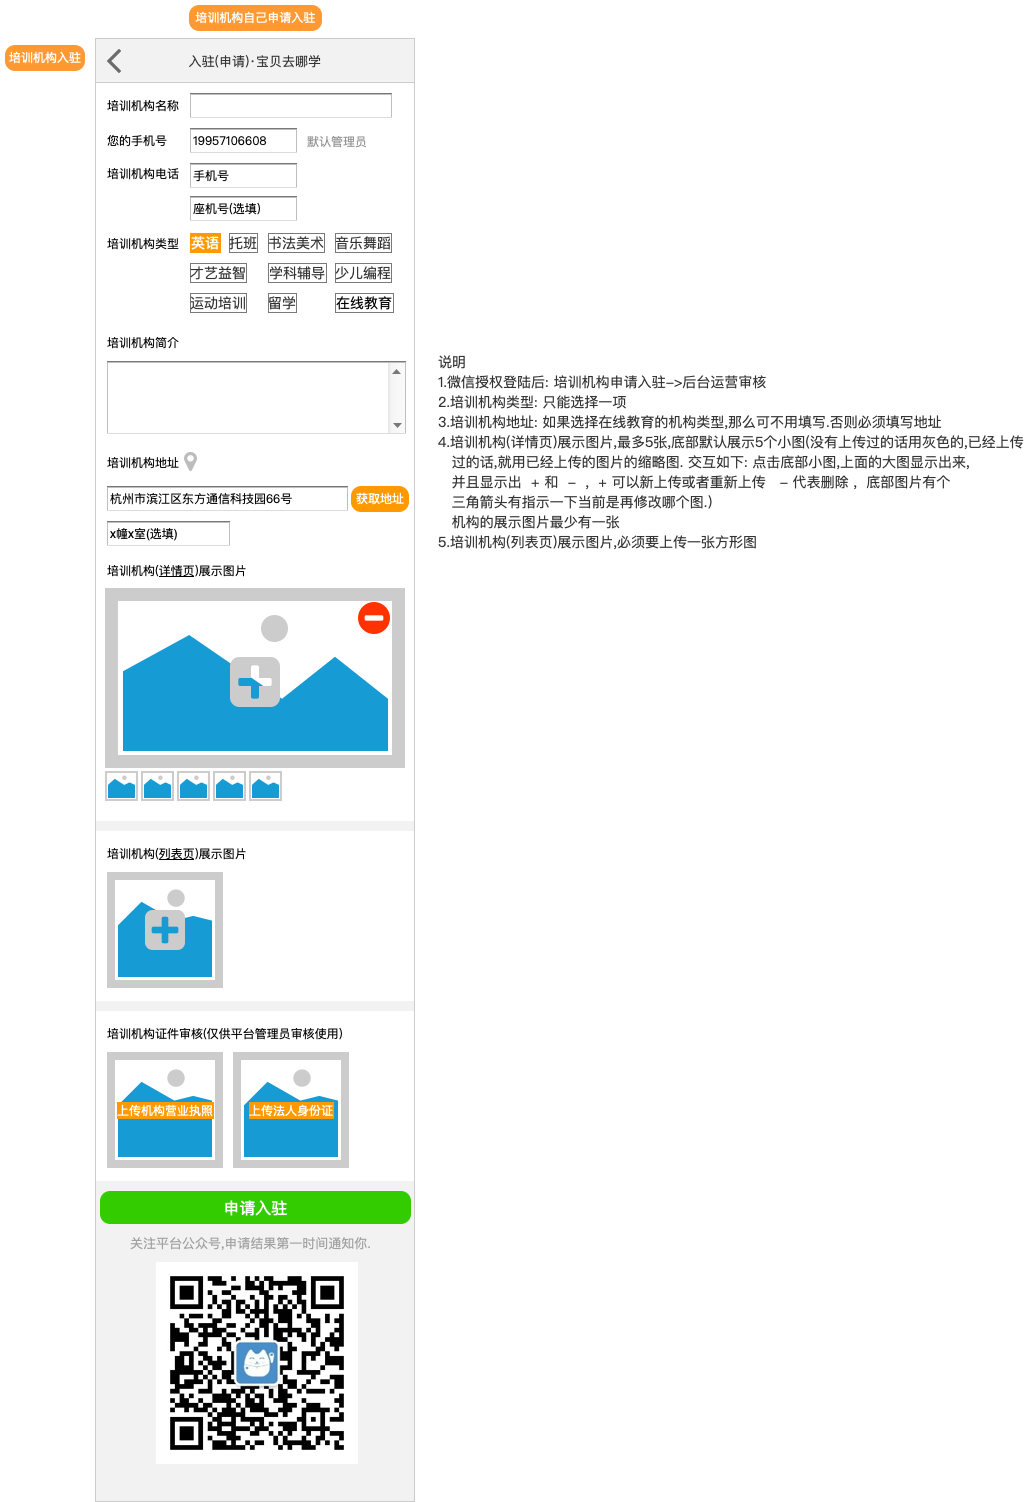 培训机构自己申请入驻
培训机构入驻
入驻(申请)·宝贝去哪学
培训机构名称
您的手机号 19957106608 默认管理员
培训机构电话 手机号
座机号(选填)
培训机构类型 英语 托班 书法美术 音乐舞蹈
才艺益智 学科辅导 少儿编程
运动培训 留学 在线教育
培训机构简介
培训机构地址
杭州市滨江区东方通信科技园66号 获取地址
x幢x室(选填)
培训机构(详情页)展示图片
培训机构(列表页)展示图片
培训机构证件审核(仅供平台管理员审核使用)
上传机构营业执照 上传法人身份证
申请入驻
关注平台公众号,申请结果第一时间通知你.
说明
1.微信授权登陆后: 培训机构申请入驻->后台运营审核
2.培训机构类型: 只能选择一项
3.培训机构地址: 如果选择在线教育的机构类型,那么可不用填写.否则必须填写地址
4.培训机构(详情页)展示图片,最多5张,底部默认展示5个小图(没有上传过的话用灰色的,已经上传
过的话,就用已经上传的图片的缩略图. 交互如下: 点击底部小图,上面的大图显示出来,
并且显示出 + 和 - , + 可以新上传或者重新上传 - 代表删除 , 底部图片有个
三角箭头有指示一下当前是再修改哪个图.)
机构的展示图片最少有一张
5.培训机构(列表页)展示图片,必须要上传一张方形图